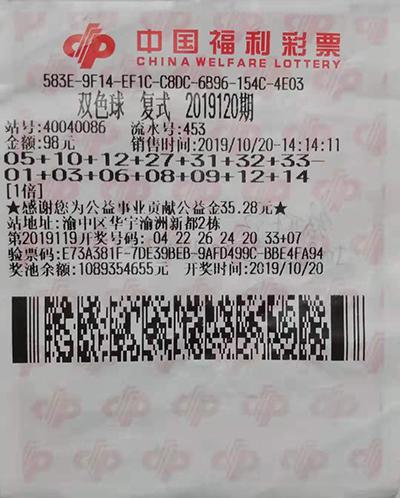 中国福利彩票
CHINA WELFARE LOTTERY
583E-9F14-EF1C-C8DC-6B96-154C-4E03
双色球 复式 2019120期
站号:40040086 流水号:453
金额:98元 销售时间:2019/10/20-14:14:11
05+10+12+27+31+32+33-
01+03+06+08+09+12+14
[1倍]
★感谢您为公益事业贡献公益金35.28元★
站址:渝中区华宇渝洲新都2栋
第2019119开奖号码: 04 22 26 24 20 33+07
验票码:E73A381F-7DE39BEB-9AFD499C-BBE4FA94
奖池余额:1089354655元 开奖时间:2019/10/20